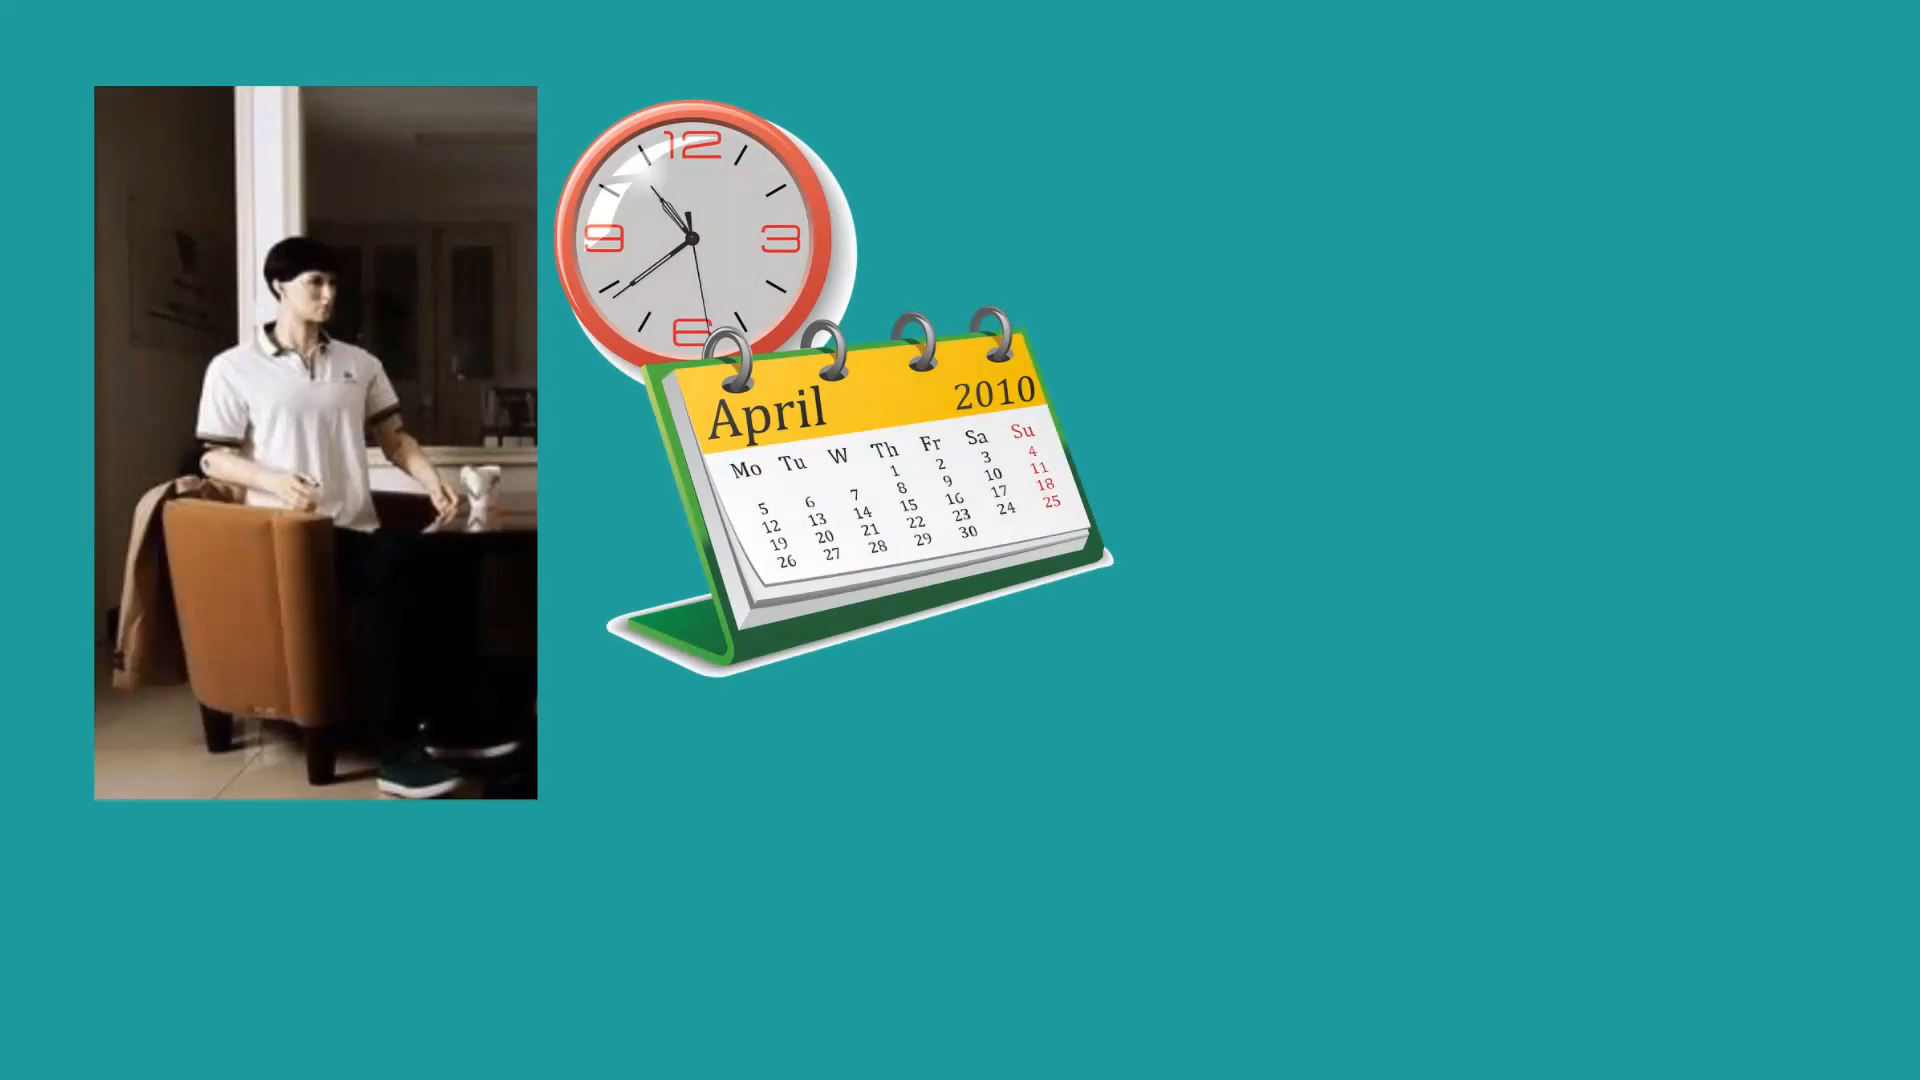 12
9 3
6
April 2010
Mo Tu W Th Fr Sa Su
1 2 3 4
5 6 7 8 9 10 11
12 13 14 15 16 17 18
19 20 21 22 23 24 25
26 27 28 29 30